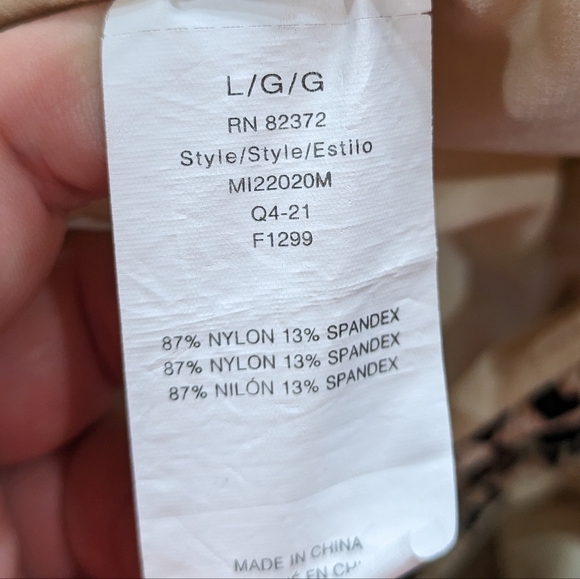 L/G/G
RN 82372
Style/Style/Estilo
MI22020M
Q4-21
F1299
87% NYLON 13% SPANDEX
87% NYLON 13% SPANDEX
87% NILÓN 13% SPANDEX
MADE IN CHINA
EN